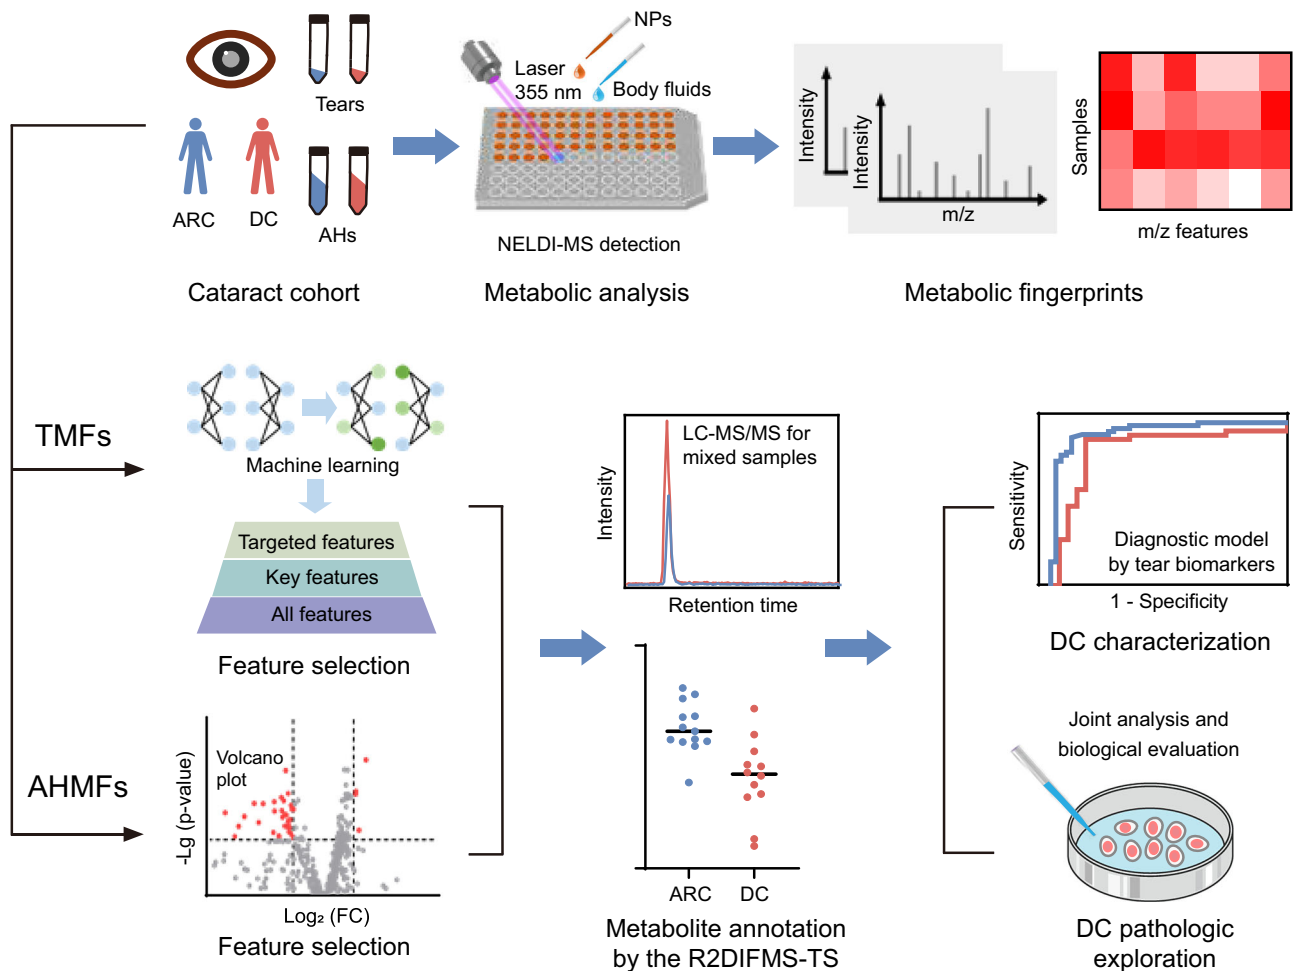 Tears
ARC
DC
AHs
Cataract cohort
NPs
Laser
355 nm
Body fluids
NELDI-MS detection
Metabolic analysis
Intensity
Intensity
m/z
Samples
m/z features
Metabolic fingerprints
TMFs
Machine learning
Targeted features
Key features
All features
Feature selection
AHMFs
Volcano
plot
-Lg (p-value)
Log₂ (FC)
Feature selection
LC-MS/MS for
mixed samples
Intensity
Retention time
ARC
DC
Metabolite annotation
by the R2DIFMS-TS
Sensitivity
Diagnostic model
by tear biomarkers
1 - Specificity
DC characterization
Joint analysis and
biological evaluation
DC pathologic
exploration